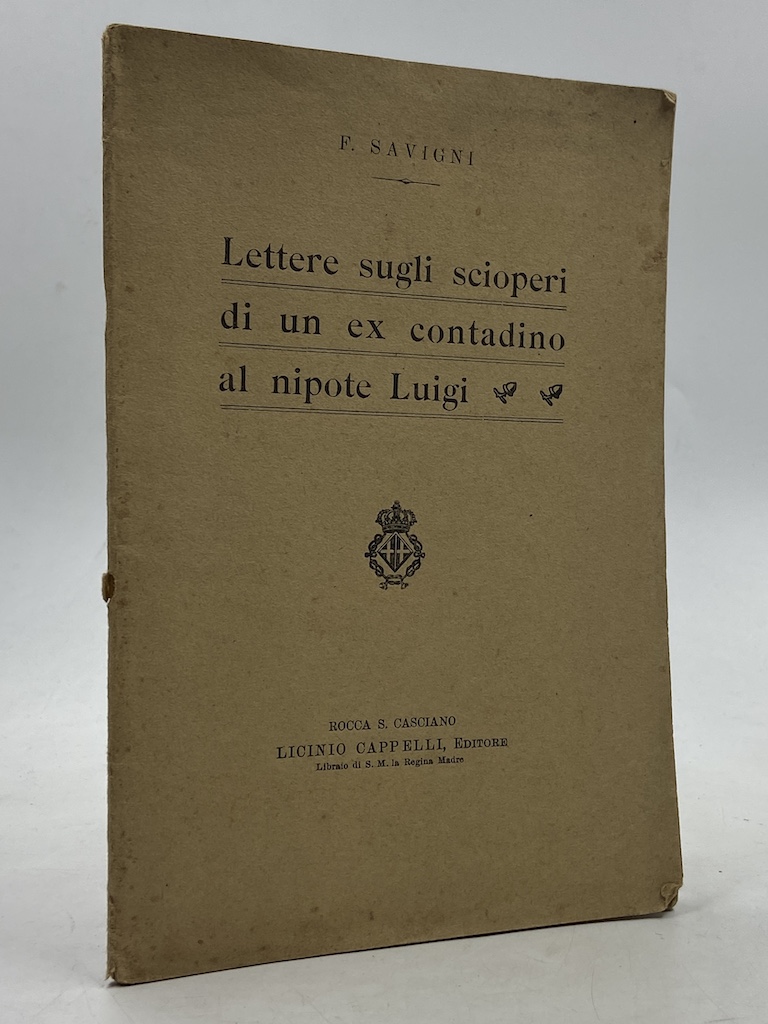 F. SAVIGNI
Lettere sugli scioperi
di un ex contadino
al nipote Luigi
ROCCA S. CASCIANO
LICINIO CAPPELLI, EDITORE
Libraio di S. M. la Regina Madre